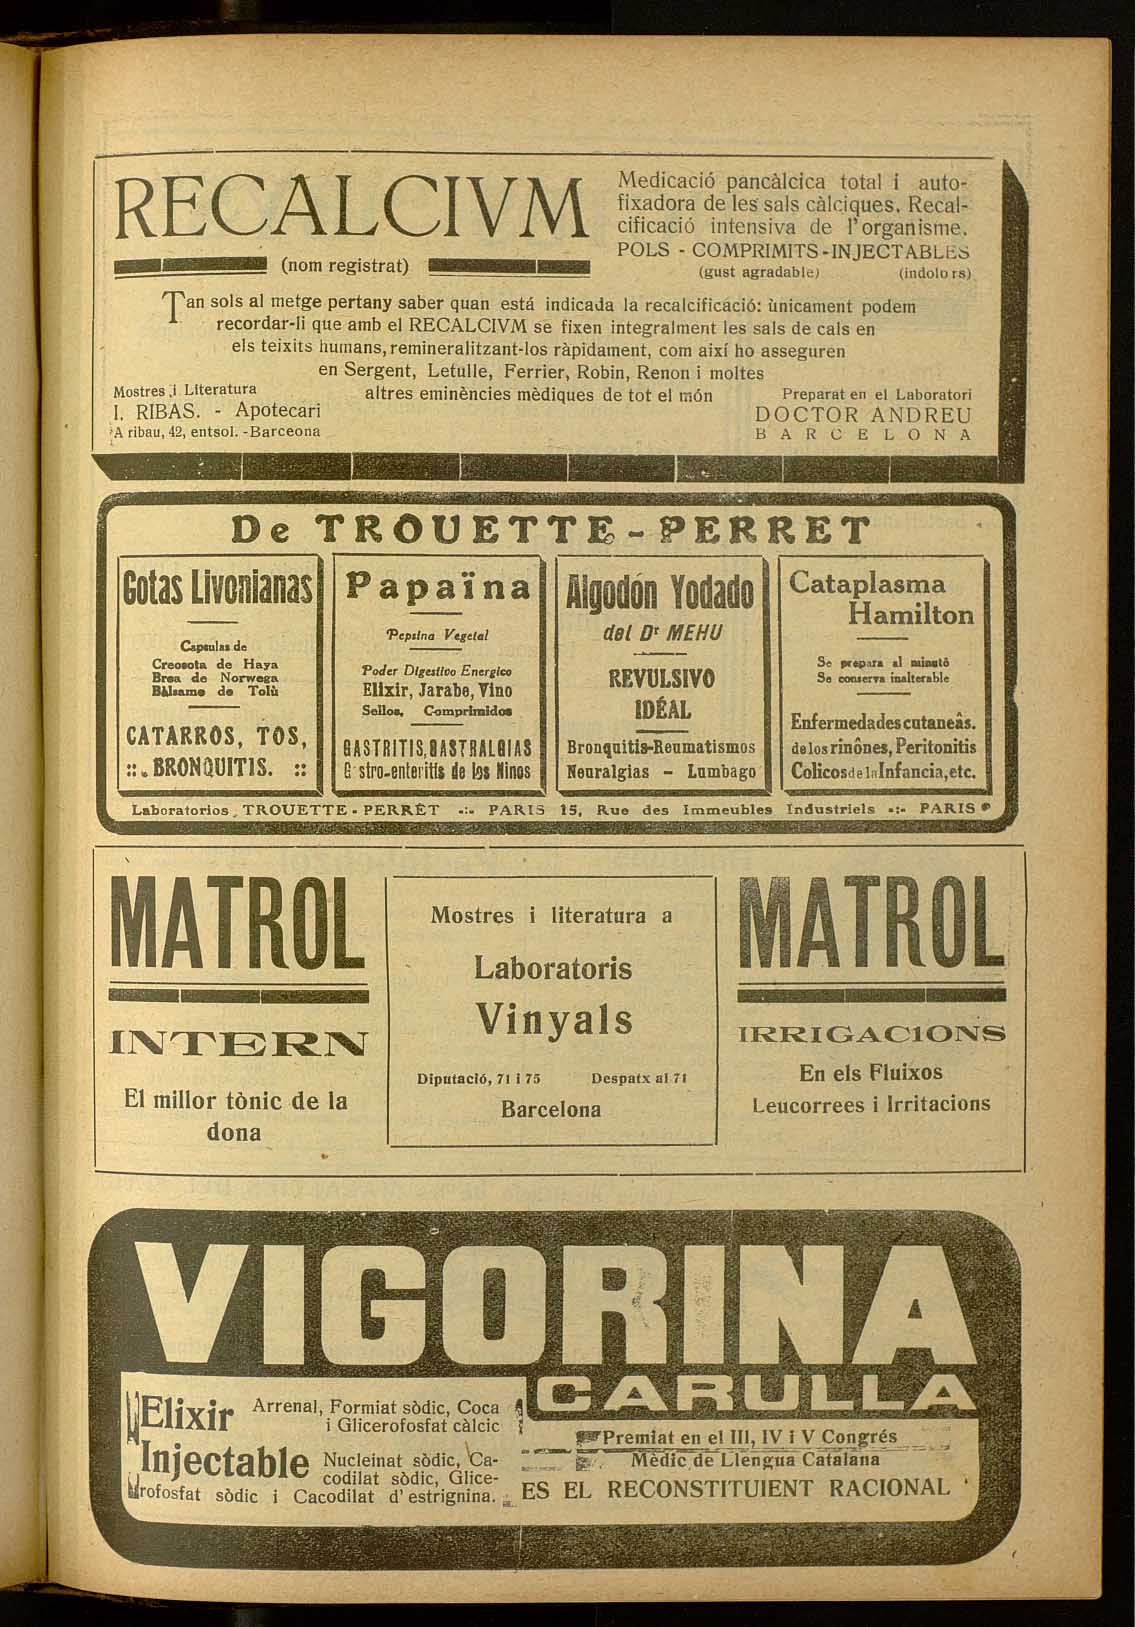 RECALCIVM
(nom registrat)
Medicació pancàlcica total i auto-
fixadora de les sals càlciques. Recal-
cificació intensiva de l'organisme.
POLS - COMPRIMITS - INJECTABLES
(gust agradable) (indolors)
Tan sols al metge pertany saber quan está indicada la recalcificació: ùnicament podem
recordar-li que amb el RECALCIVM se fixen integralment les sals de cals en
els teixits humans, remineralitzant-los ràpidament, com així ho asseguren
en Sergent, Letulle, Ferrier, Robin, Renon i moltes
altres eminències mèdiques de tot el món
Mostres i Literatura
I. RIBAS. - Apotecari
A ribau, 42, entsol. - Barceona
Preparat en el Laboratori
DOCTOR ANDREU
BARCELONA
De TROUETTE-PERRET
Gotas Livonianas
Capsulas de
Creosota de Haya
Brea de Norwega
Bálsamo de Tolù
CATARROS, TOS,
:: BRONQUITIS. ::
Papaïna
Pepsina Vegetal
Poder Digestivo Energico
Elixir, Jarabe, Vino
Sellos, Comprimidos
GASTRITIS, GASTRALGIAS
G stro-enteritis de los Ninos
Algodón Yodado
del Dr MEHU
REVULSIVO
IDÉAL
Bronquitis-Reumatismos
Neuralgias - Lumbago
Cataplasma
Hamilton
Se prepara al minutó
Se conserva inalterable
Enfermedades cutaneâs.
de los rinônes, Peritonitis
Colicos de la Infancia, etc.
Laboratorios, TROUETTE-PERRÈT -:- PARIS 15, Rue des Immeubles Industriels -:- PARIS
MATROL
INTERN
El millor tònic de la
dona
Mostres i literatura a
Laboratoris
Vinyals
Diputació, 71 i 75 Despatx al 71
Barcelona
MATROL
IRRIGACIONS
En els Fluixos
Leucorrees i Irritacions
VIGORINA
CARULLA
Elixir Arrenal, Formiat sòdic, Coca
i Glicerofosfat càlcic
Injectable Nucleinat sòdic, Ca-
codilat sòdic, Glice-
rofosfat sòdic i Cacodilat d'estrignina.
Premiat en el III, IV i V Congrés
Mèdic de Llengua Catalana
ES EL RECONSTITUIENT RACIONAL